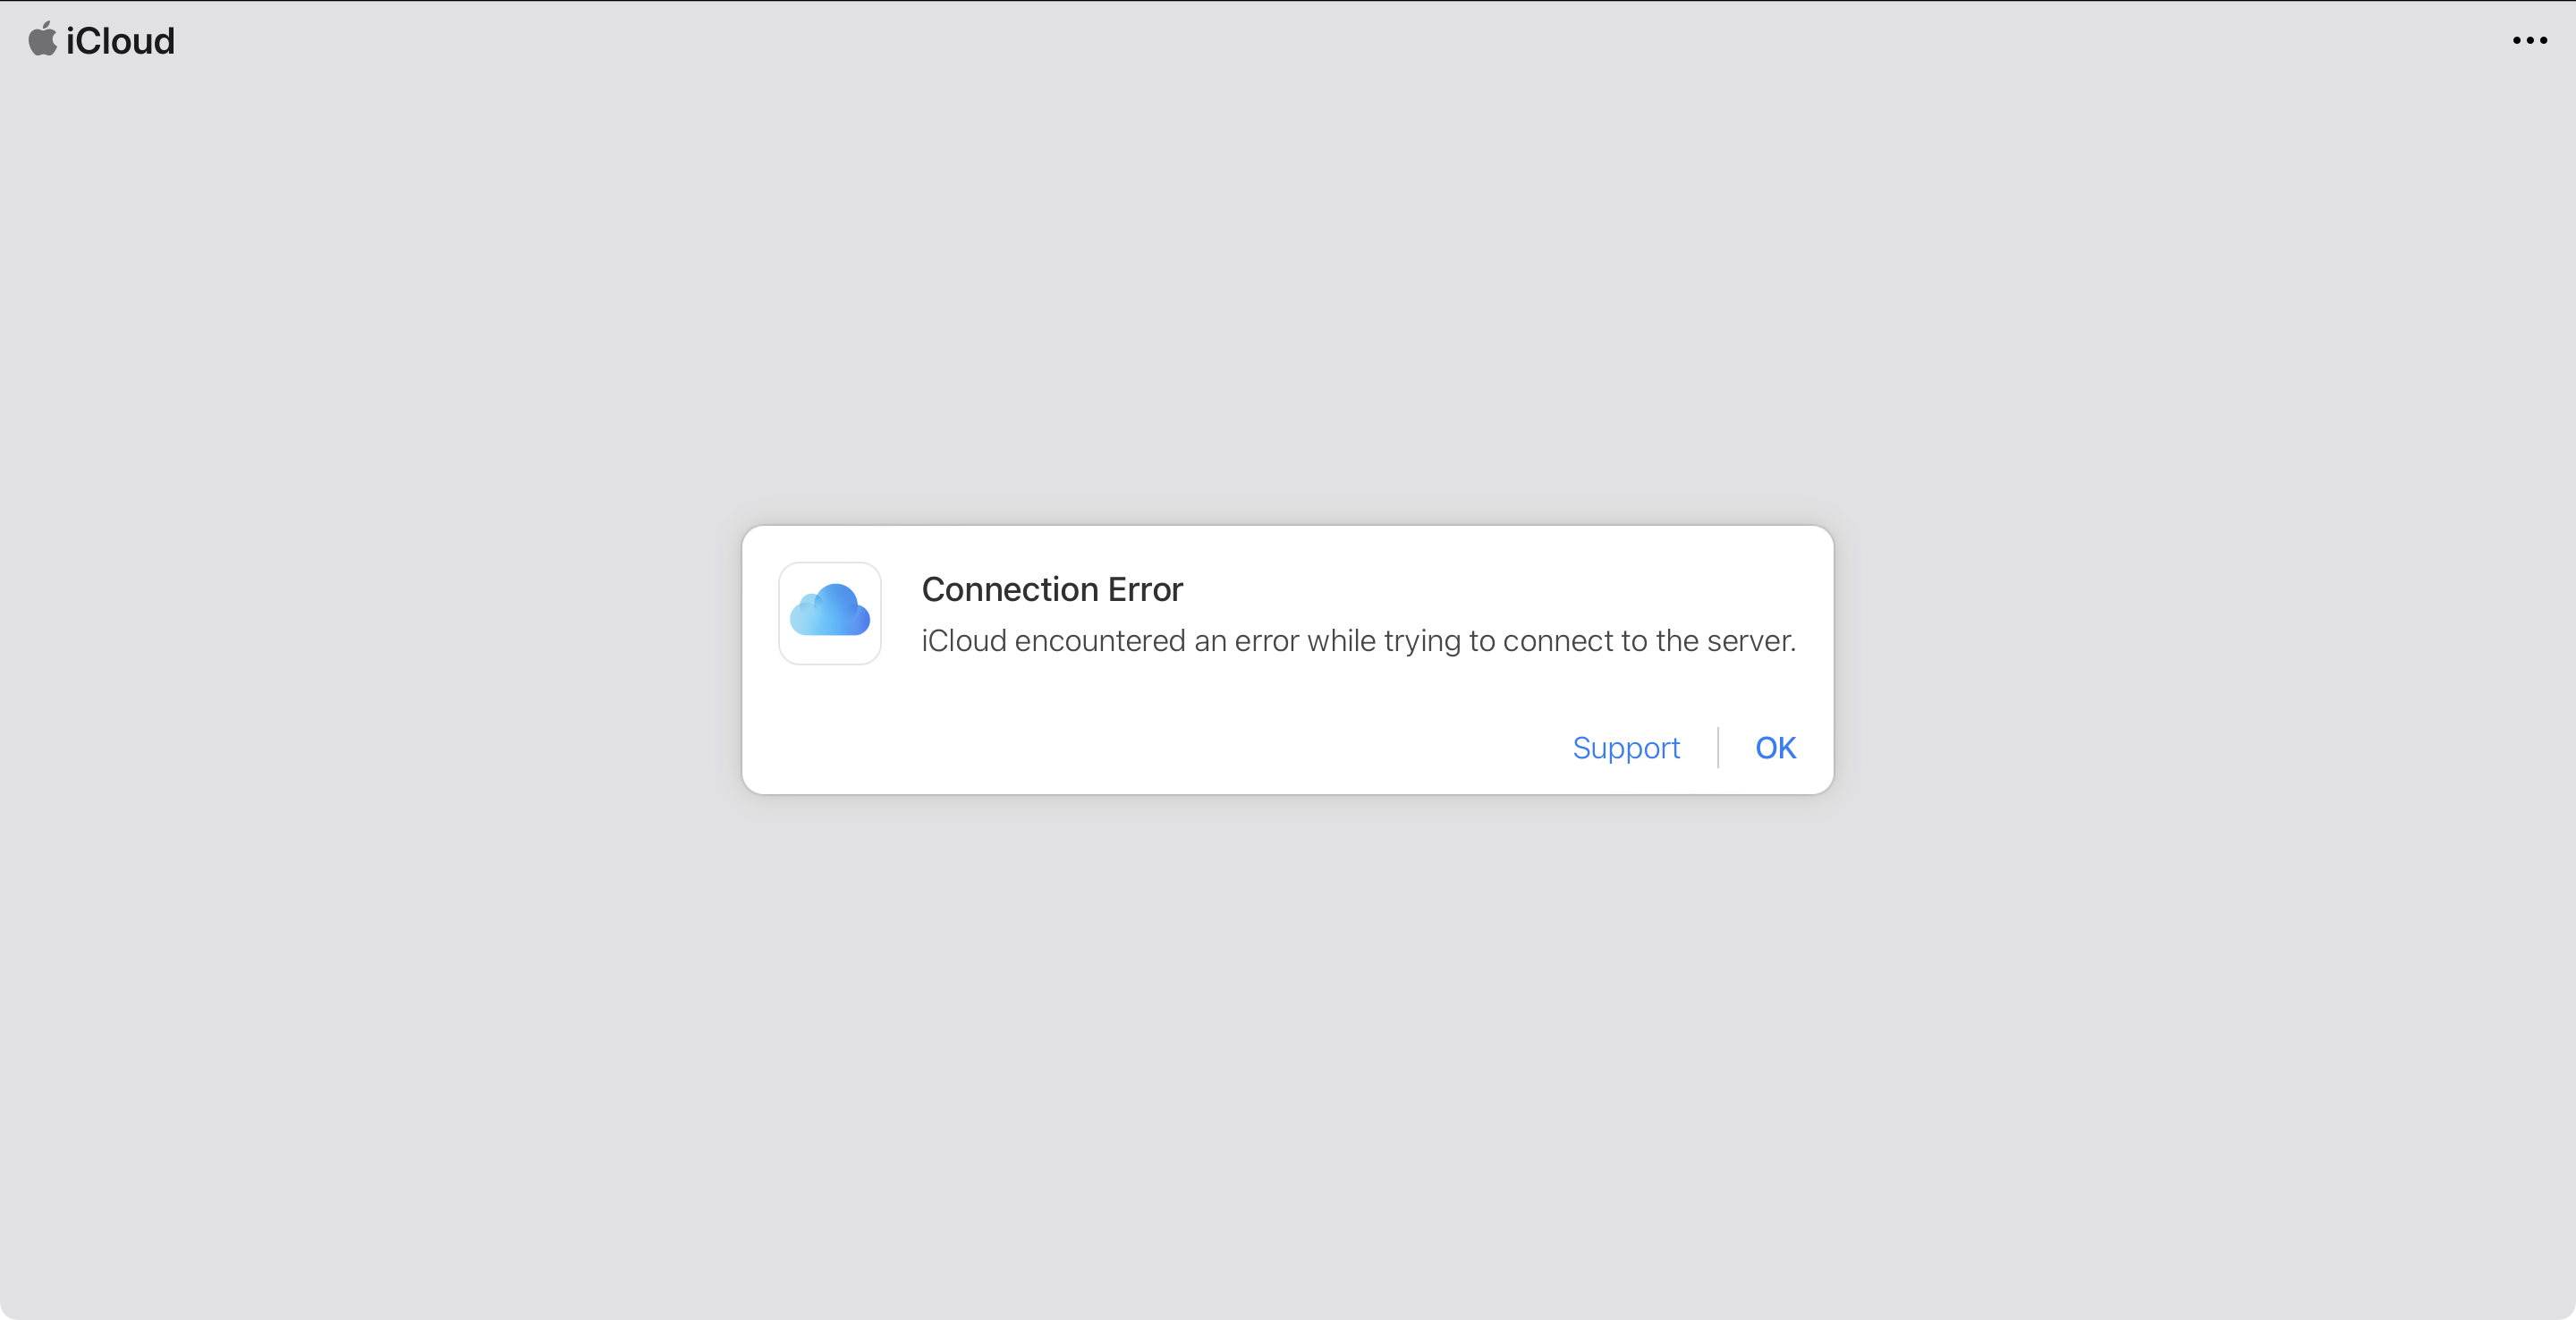 iCloud
Connection Error
iCloud encountered an error while trying to connect to the server.
Support
OK